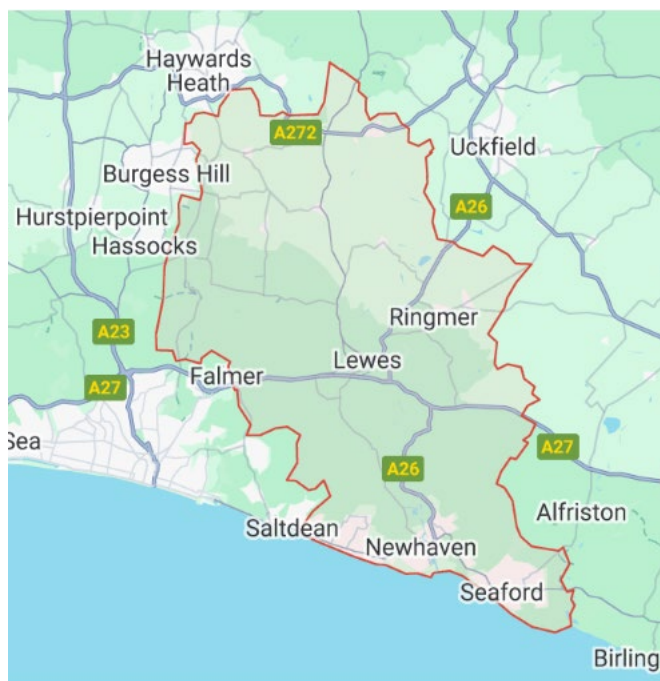 Haywards
Heath
A272
Uckfield
Burgess Hill
A26
Hurstpierpoint
Hassocks
Ringmer
A23
Lewes
Falmer
A27
Sea
A27
A26
Alfriston
Saltdean
Newhaven
Seaford
Birling